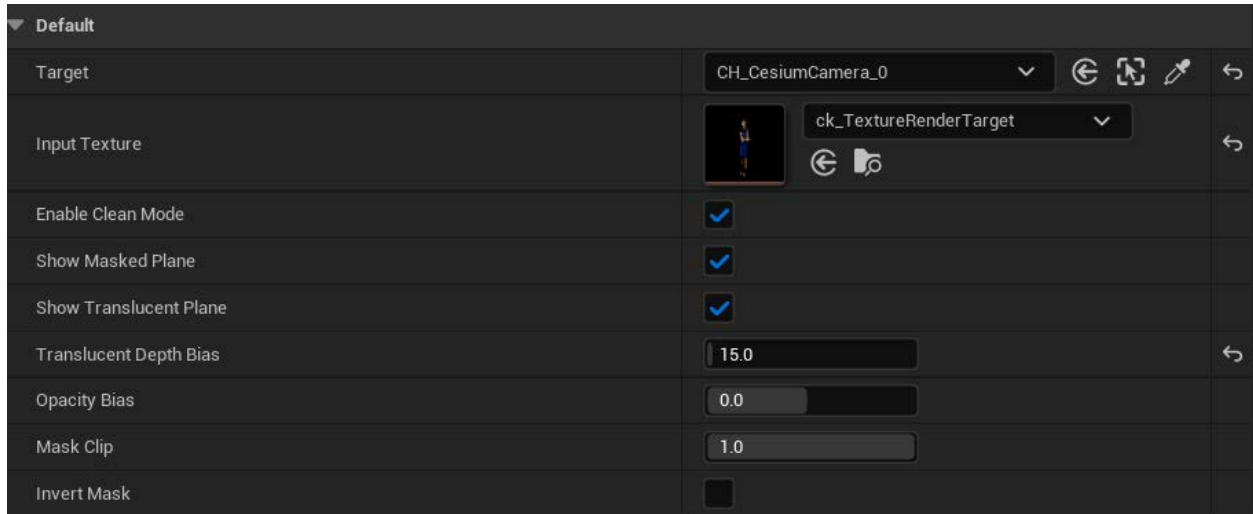 Default
Target
CH_CesiumCamera_0
Input Texture
ck_TextureRenderTarget
Enable Clean Mode
Show Masked Plane
Show Translucent Plane
Translucent Depth Bias
15.0
Opacity Bias
0.0
Mask Clip
1.0
Invert Mask